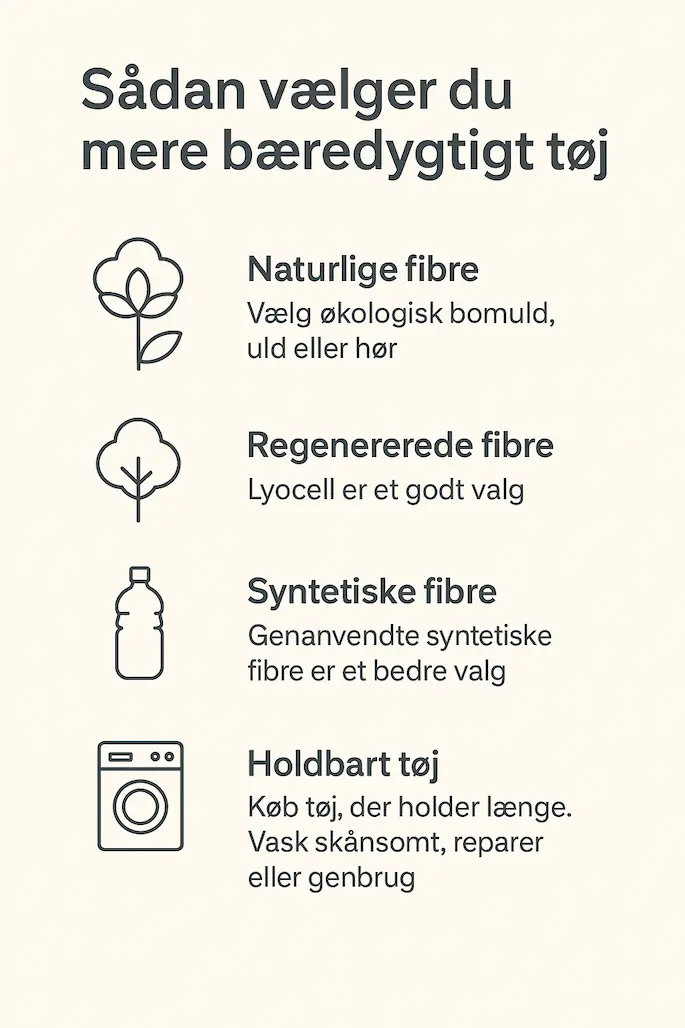 Sådan vælger du
mere bæredygtigt tøj
Naturlige fibre
Vælg økologisk bomuld,
uld eller hør
Regenererede fibre
Lyocell er et godt valg
Syntetiske fibre
Genanvendte syntetiske
fibre er et bedre valg
Holdbart tøj
Køb tøj, der holder længe.
Vask skånsomt, reparer
eller genbrug